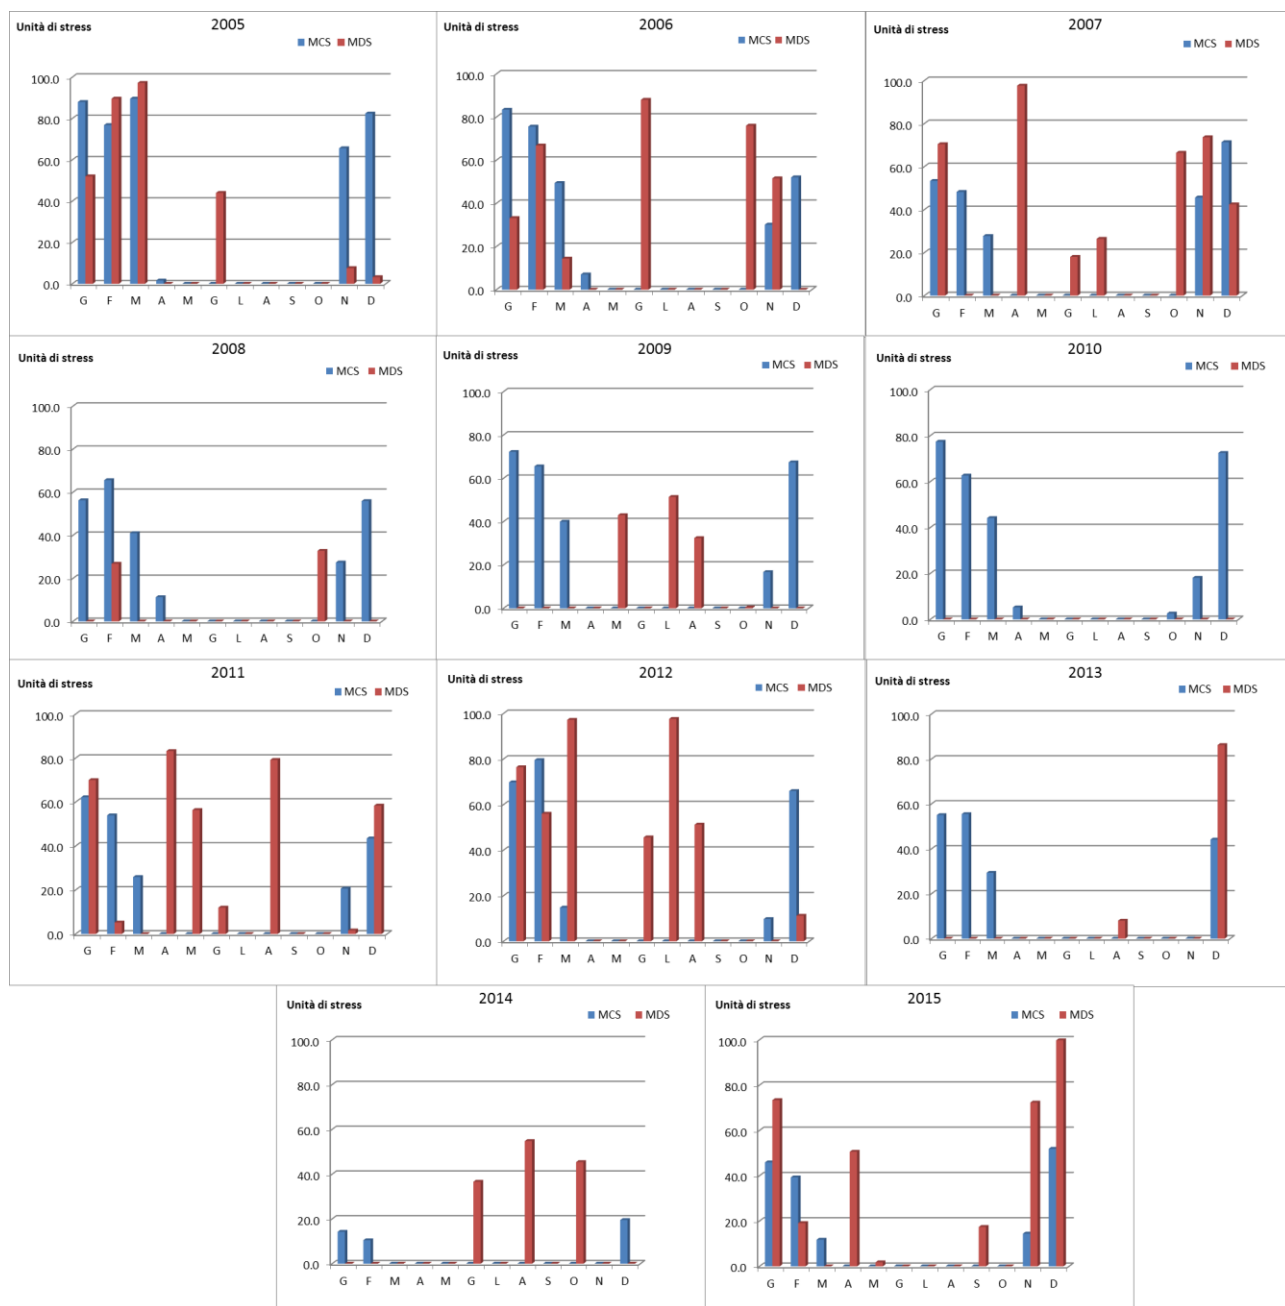 Unità di stress 2005
MCS MDS
100.0
80.0
60.0
40.0
20.0
0.0
G F M A M G L A S O N D
Unità di stress 2006
MCS MDS
100.0
80.0
60.0
40.0
20.0
0.0
G F M A M G L A S O N D
Unità di stress 2007
MCS MDS
100.0
80.0
60.0
40.0
20.0
0.0
G F M A M G L A S O N D
Unità di stress 2008
MCS MDS
100.0
80.0
60.0
40.0
20.0
0.0
G F M A M G L A S O N D
Unità di stress 2009
MCS MDS
100.0
80.0
60.0
40.0
20.0
0.0
G F M A M G L A S O N D
Unità di stress 2010
MCS MDS
100.0
80.0
60.0
40.0
20.0
0.0
G F M A M G L A S O N D
Unità di stress 2011
MCS MDS
100.0
80.0
60.0
40.0
20.0
0.0
G F M A M G L A S O N D
Unità di stress 2012
MCS MDS
100.0
80.0
60.0
40.0
20.0
0.0
G F M A M G L A S O N D
Unità di stress 2013
MCS MDS
100.0
80.0
60.0
40.0
20.0
0.0
G F M A M G L A S O N D
Unità di stress 2014
MCS MDS
100.0
80.0
60.0
40.0
20.0
0.0
G F M A M G L A S O N D
Unità di stress 2015
MCS MDS
100.0
80.0
60.0
40.0
20.0
0.0
G F M A M G L A S O N D